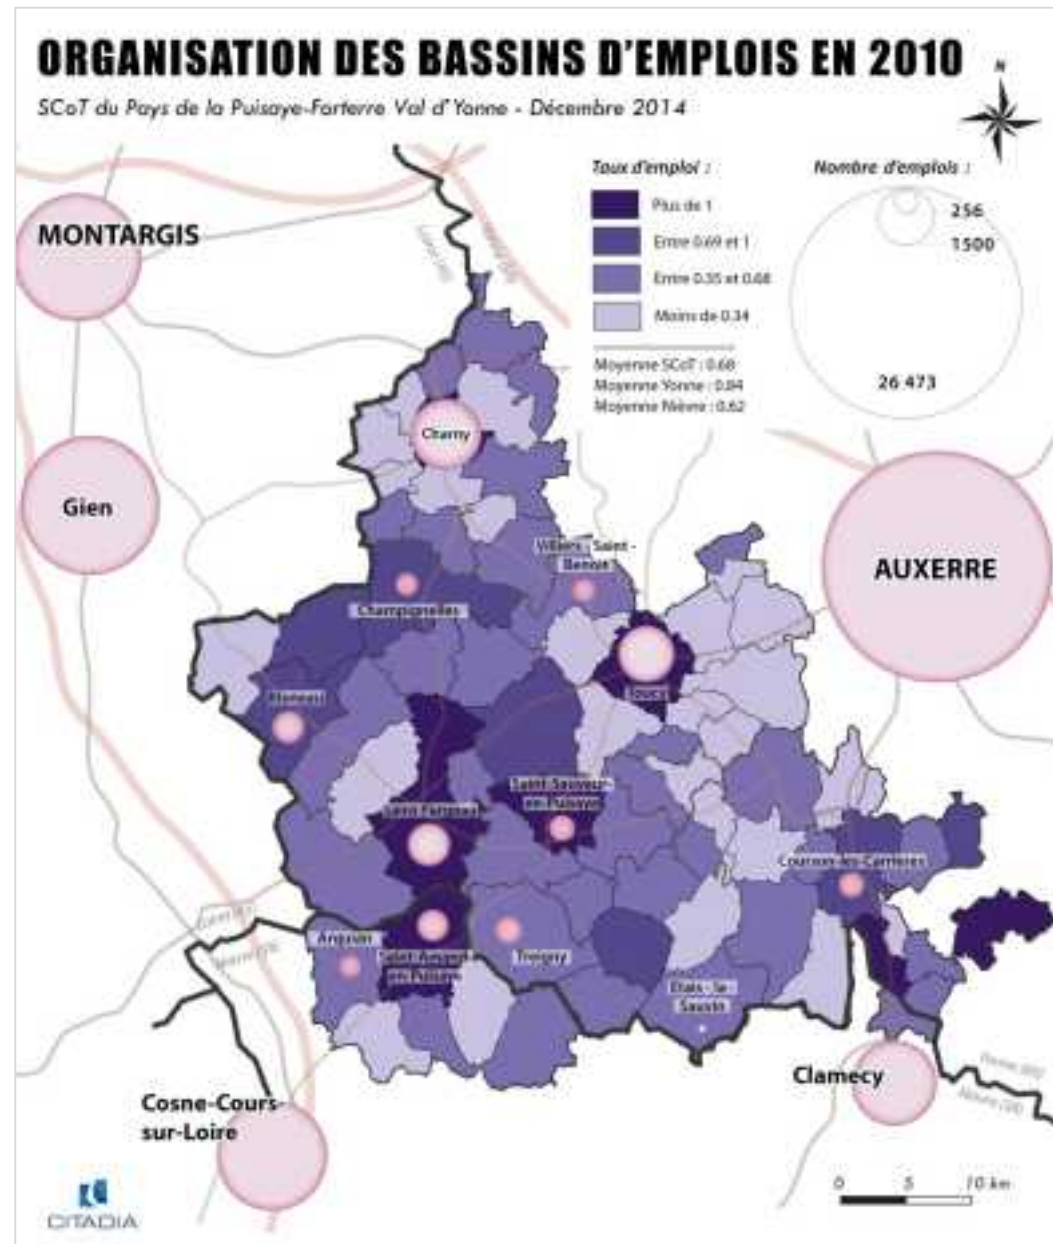 ORGANISATION DES BASSINS D'EMPLOIS EN 2010
SCoT du Pays de la Puisaye-Forterre Val d'Yonne - Décembre 2014
N
Taux d'emploi :
Plus de 1
Entre 0.69 et 1
Entre 0.35 et 0.68
Moins de 0.34
Moyenne SCoT : 0.68
Moyenne Yonne : 0.84
Moyenne Nièvre : 0.62
Nombre d'emplois :
256
1500
26 473
MONTARGIS
Gien
Charny
AUXERRE
Villiers - Saint -
Benoit
Champignelles
Bléneau
Toucy
Saint-Sauveur-
en-Puisaye
Saint-Fargeau
Courson-les-Carrières
Arquian
Saint-Amand-
en-Puisaye
Treigny
Etais - la -
Sauvin
Clamecy
Cosne-Cours-
sur-Loire
0 5 10 km
CITADIA